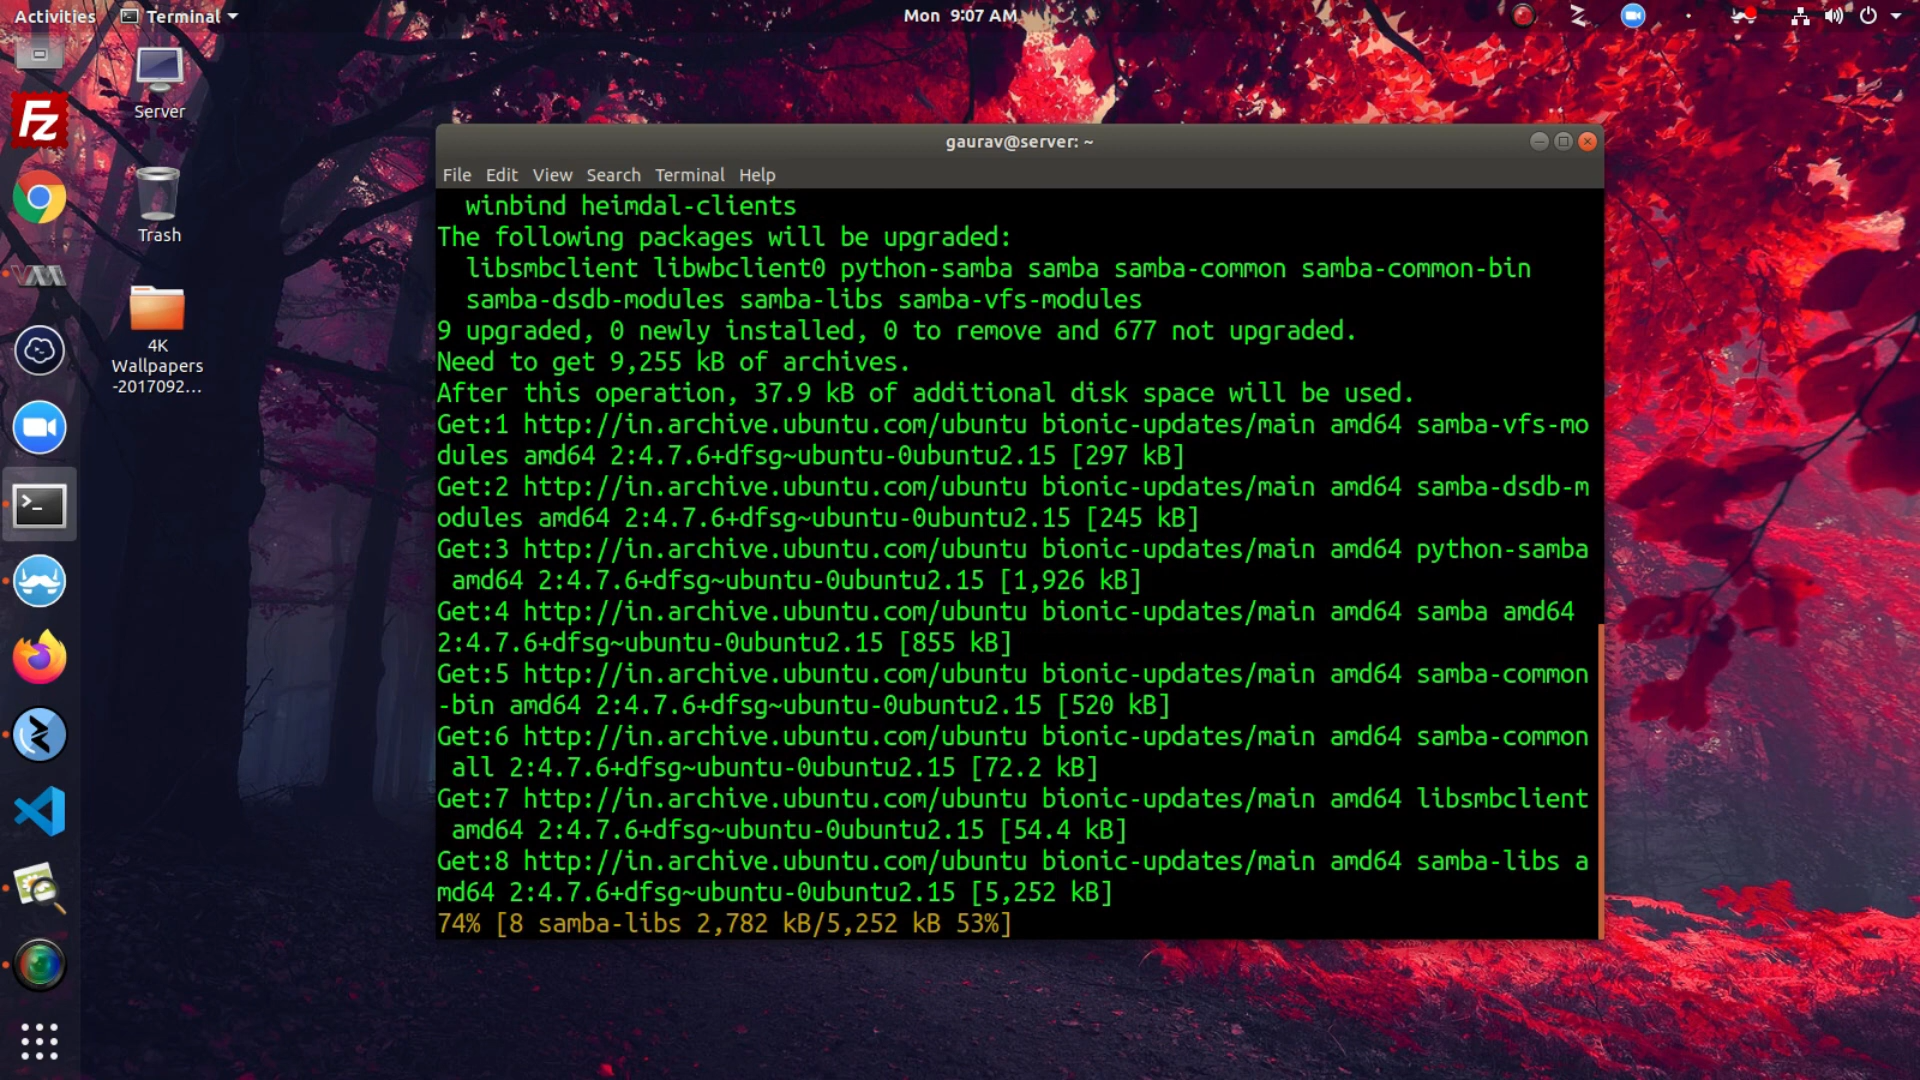 Activities Terminal
Mon 9:07 AM
Server
Trash
4K
Wallpapers
-2017092...
gaurav@server: ~
File Edit View Search Terminal Help
winbind heimdal-clients
The following packages will be upgraded:
libsmbclient libwbclient0 python-samba samba samba-common samba-common-bin
samba-dsdb-modules samba-libs samba-vfs-modules
9 upgraded, 0 newly installed, 0 to remove and 677 not upgraded.
Need to get 9,255 kB of archives.
After this operation, 37.9 kB of additional disk space will be used.
Get:1 http://in.archive.ubuntu.com/ubuntu bionic-updates/main amd64 samba-vfs-mo
dules amd64 2:4.7.6+dfsg~ubuntu-0ubuntu2.15 [297 kB]
Get:2 http://in.archive.ubuntu.com/ubuntu bionic-updates/main amd64 samba-dsdb-m
odules amd64 2:4.7.6+dfsg~ubuntu-0ubuntu2.15 [245 kB]
Get:3 http://in.archive.ubuntu.com/ubuntu bionic-updates/main amd64 python-samba
amd64 2:4.7.6+dfsg~ubuntu-0ubuntu2.15 [1,926 kB]
Get:4 http://in.archive.ubuntu.com/ubuntu bionic-updates/main amd64 samba amd64
2:4.7.6+dfsg~ubuntu-0ubuntu2.15 [855 kB]
Get:5 http://in.archive.ubuntu.com/ubuntu bionic-updates/main amd64 samba-common
-bin amd64 2:4.7.6+dfsg~ubuntu-0ubuntu2.15 [520 kB]
Get:6 http://in.archive.ubuntu.com/ubuntu bionic-updates/main amd64 samba-common
all 2:4.7.6+dfsg~ubuntu-0ubuntu2.15 [72.2 kB]
Get:7 http://in.archive.ubuntu.com/ubuntu bionic-updates/main amd64 libsmbclient
amd64 2:4.7.6+dfsg~ubuntu-0ubuntu2.15 [54.4 kB]
Get:8 http://in.archive.ubuntu.com/ubuntu bionic-updates/main amd64 samba-libs a
md64 2:4.7.6+dfsg~ubuntu-0ubuntu2.15 [5,252 kB]
74% [8 samba-libs 2,782 kB/5,252 kB 53%]